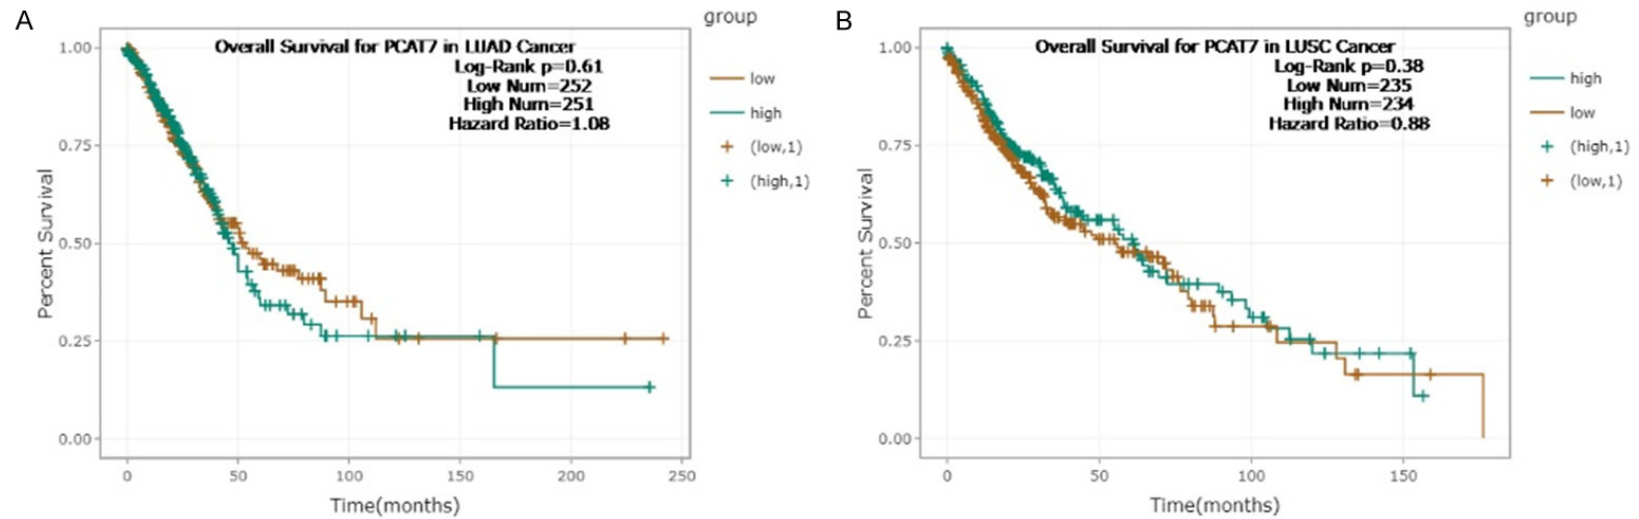 A
group
Overall Survival for PCAT7 in LUAD Cancer
Log-Rank p=0.61
Low Num=252
High Num=251
Hazard Ratio=1.08
low
high
(low,1)
(high,1)
1.00
0.75
0.50
0.25
0.00
Percent Survival
0 50 100 150 200 250
Time(months)
B
group
Overall Survival for PCAT7 in LUSC Cancer
Log-Rank p=0.38
Low Num=235
High Num=234
Hazard Ratio=0.88
high
low
(high,1)
(low,1)
1.00
0.75
0.50
0.25
0.00
Percent Survival
0 50 100 150
Time(months)